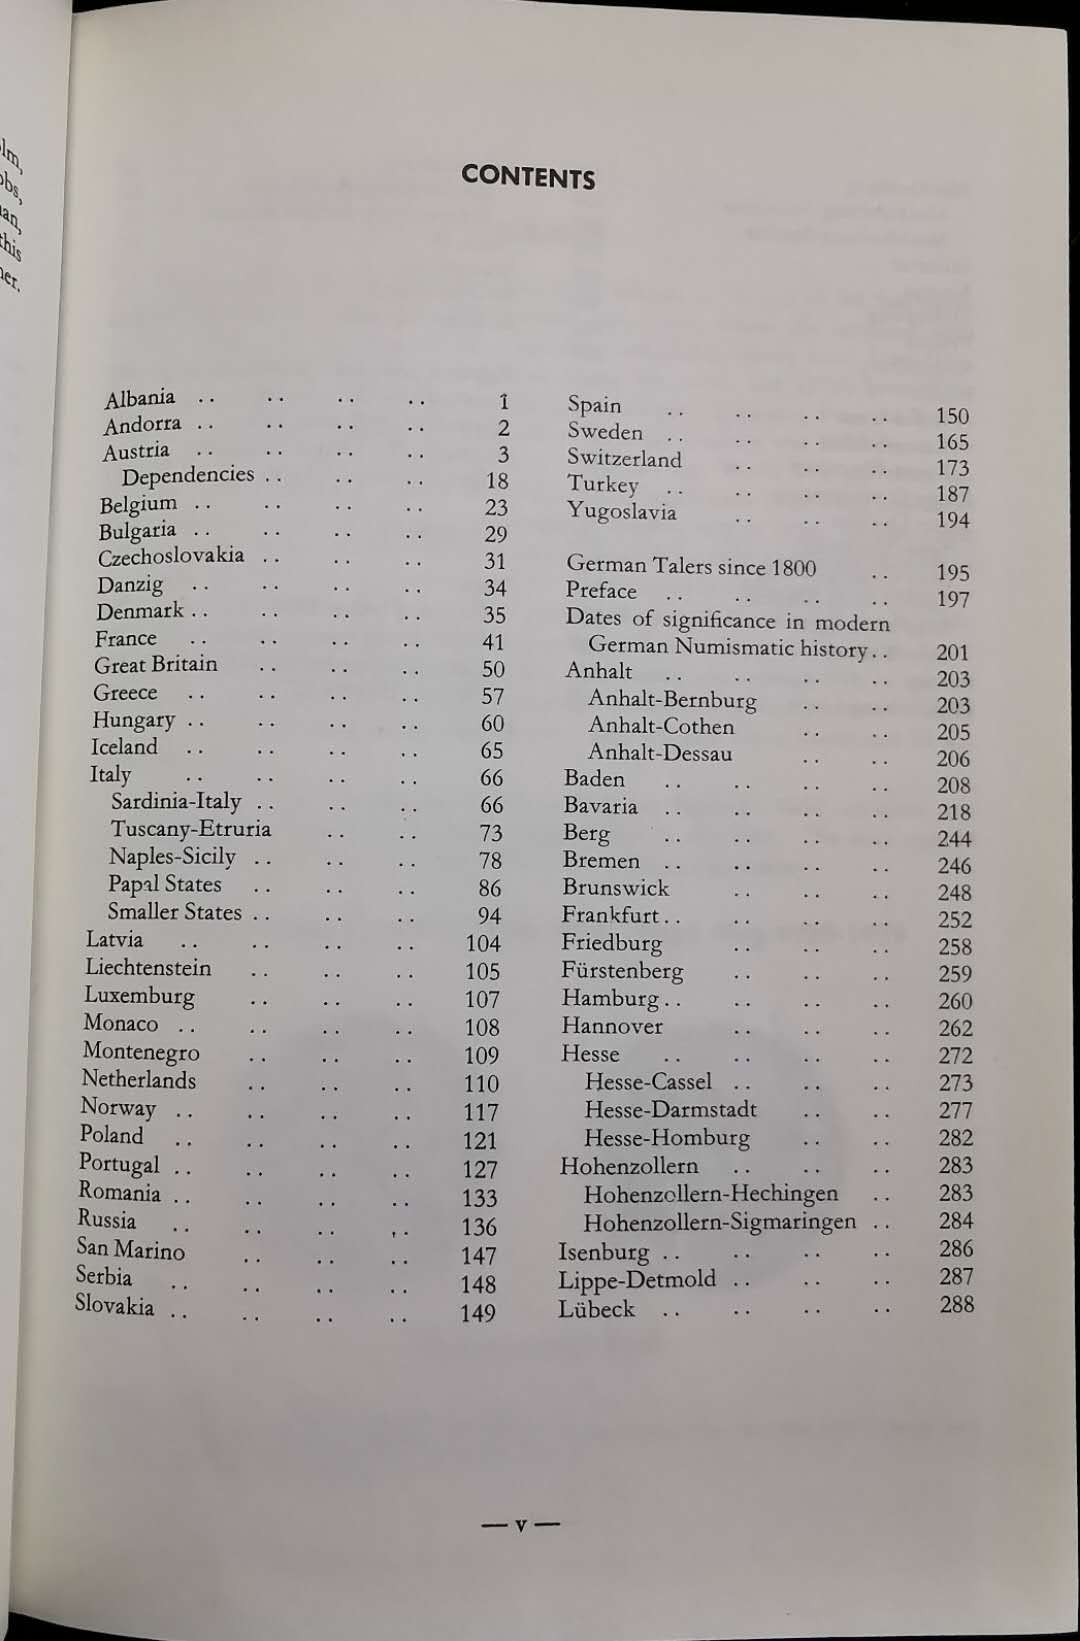 olm,
obs,
nan,
this
ner.
CONTENTS
Albania .. .. .. .. 1
Andorra .. .. .. .. 2
Austria .. .. .. .. 3
Dependencies .. .. .. 18
Belgium .. .. .. .. 23
Bulgaria .. .. .. .. 29
Czechoslovakia .. .. .. 31
Danzig .. .. .. .. 34
Denmark .. .. .. .. 35
France .. .. .. .. 41
Great Britain .. .. .. 50
Greece .. .. .. .. 57
Hungary .. .. .. .. 60
Iceland .. .. .. .. 65
Italy .. .. .. .. 66
Sardinia-Italy .. .. .. 66
Tuscany-Etruria .. .. 73
Naples-Sicily .. .. .. 78
Papal States .. .. .. 86
Smaller States .. .. .. 94
Latvia .. .. .. .. 104
Liechtenstein .. .. .. 105
Luxemburg .. .. .. 107
Monaco .. .. .. .. 108
Montenegro .. .. .. 109
Netherlands .. .. .. 110
Norway .. .. .. .. 117
Poland .. .. .. .. 121
Portugal .. .. .. .. 127
Romania .. .. .. .. 133
Russia .. .. .. .. 136
San Marino .. .. .. 147
Serbia .. .. .. .. 148
Slovakia .. .. .. .. 149
Spain .. .. .. .. 150
Sweden .. .. .. .. 165
Switzerland .. .. .. 173
Turkey .. .. .. .. 187
Yugoslavia .. .. .. 194
German Talers since 1800 .. 195
Preface .. .. .. .. 197
Dates of significance in modern
German Numismatic history .. 201
Anhalt .. .. .. .. 203
Anhalt-Bernburg .. .. 203
Anhalt-Cothen .. .. 205
Anhalt-Dessau .. .. 206
Baden .. .. .. .. 208
Bavaria .. .. .. .. 218
Berg .. .. .. .. 244
Bremen .. .. .. .. 246
Brunswick .. .. .. 248
Frankfurt .. .. .. .. 252
Friedburg .. .. .. 258
Fürstenberg .. .. .. 259
Hamburg .. .. .. .. 260
Hannover .. .. .. 262
Hesse .. .. .. .. 272
Hesse-Cassel .. .. .. 273
Hesse-Darmstadt .. .. 277
Hesse-Homburg .. .. 282
Hohenzollern .. .. .. 283
Hohenzollern-Hechingen .. 283
Hohenzollern-Sigmaringen .. 284
Isenburg .. .. .. .. 286
Lippe-Detmold .. .. .. 287
Lübeck .. .. .. .. 288
— v —